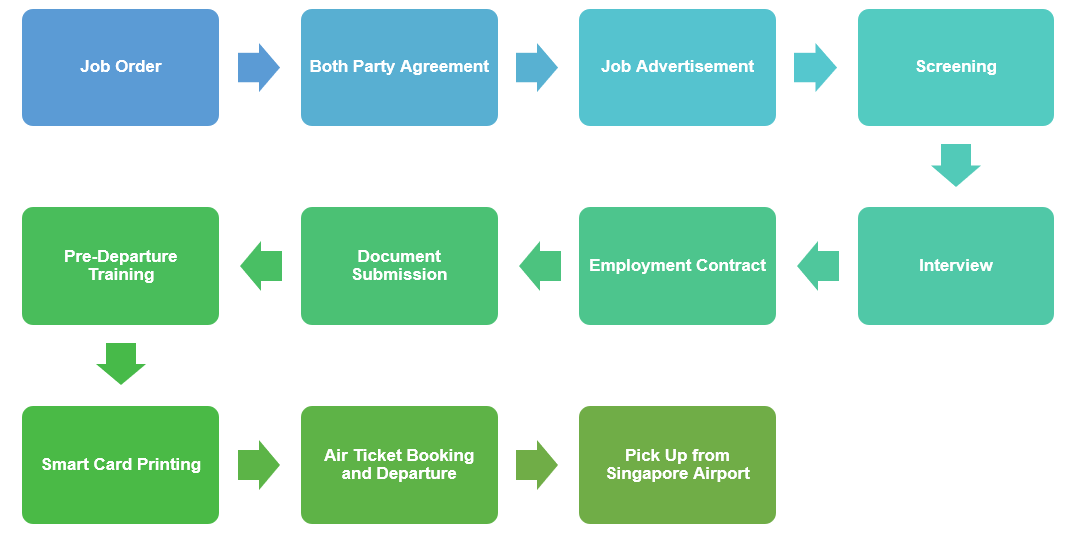 Job Order
Both Party Agreement
Job Advertisement
Screening
Interview
Employment Contract
Document
Submission
Pre-Departure
Training
Smart Card Printing
Air Ticket Booking
and Departure
Pick Up from
Singapore Airport